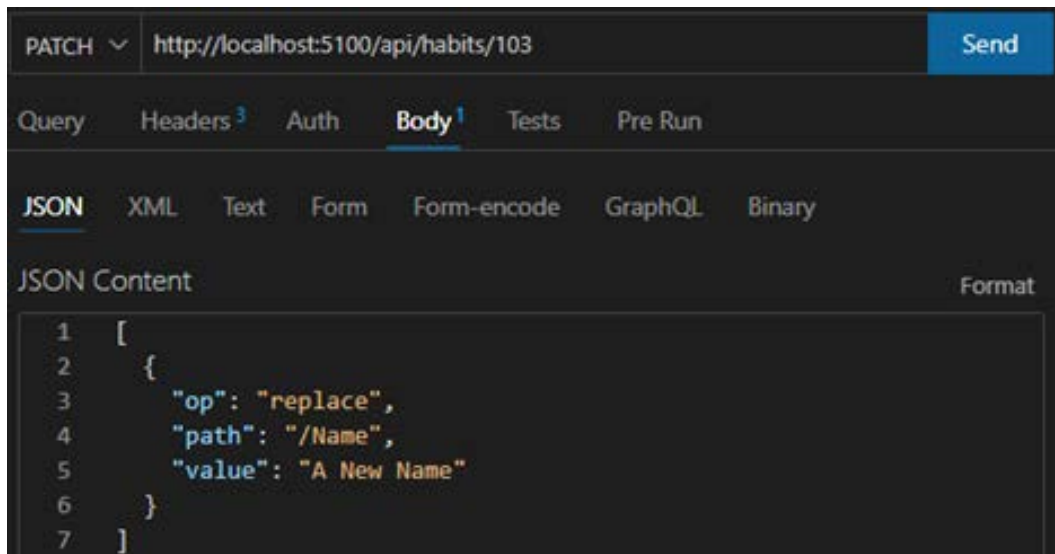 PATCH http://localhost:5100/api/habits/103 Send
Query Headers 3 Auth Body 1 Tests Pre Run
JSON XML Text Form Form-encode GraphQL Binary
JSON Content Format
1 [
2 {
3 "op": "replace",
4 "path": "/Name",
5 "value": "A New Name"
6 }
7 ]